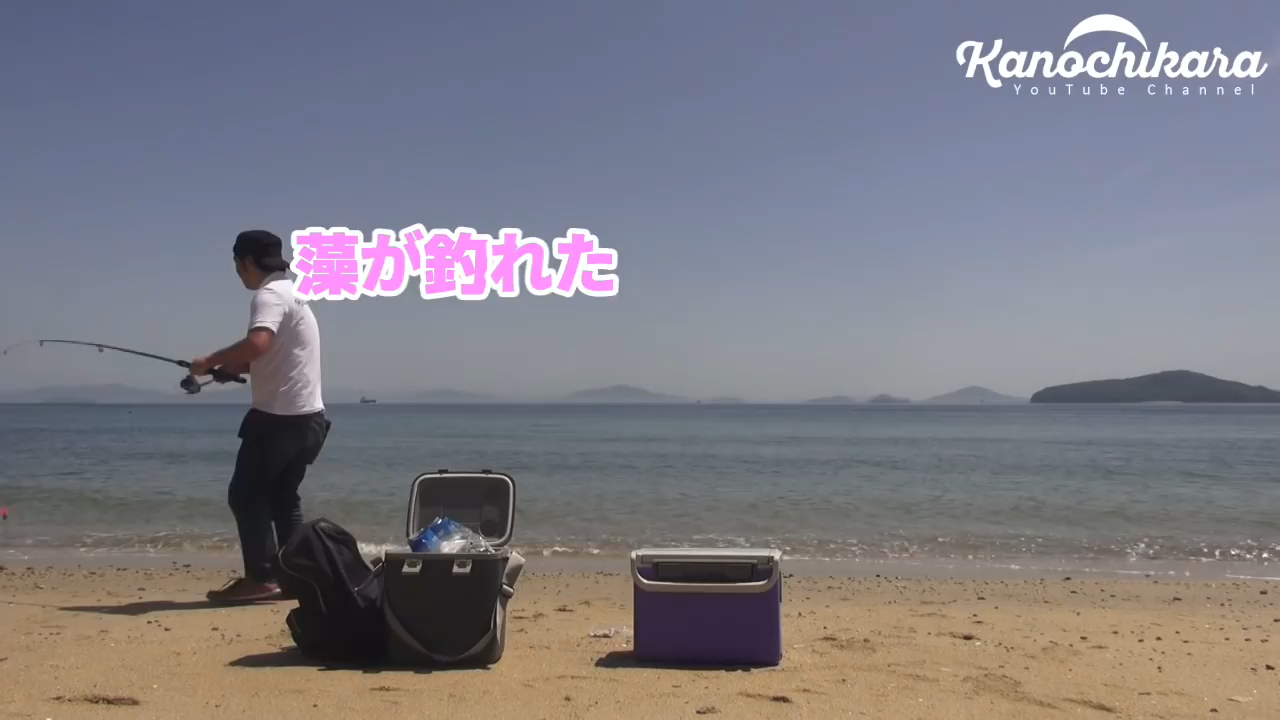 Kanochikara
YouTube Channel
藻が釣れた